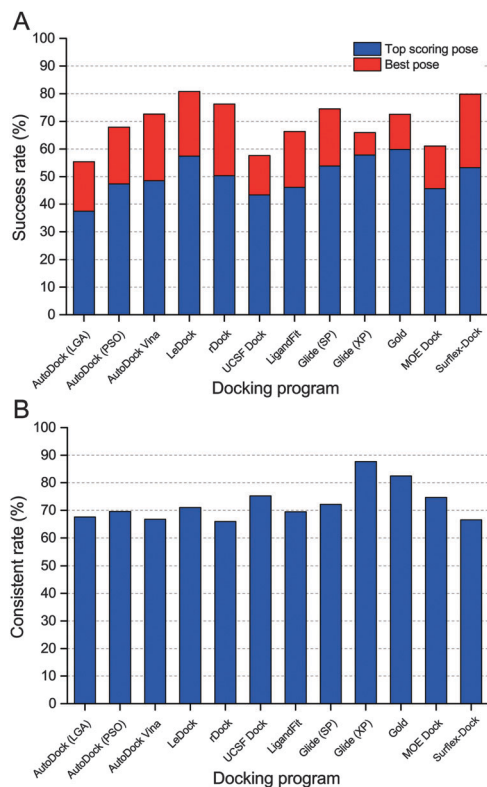 A
100
90
80
70
60
50
40
30
20
10
0
Success rate (%)
Top scoring pose
Best pose
AutoDock (LGA)
AutoDock (PSO)
AutoDock Vina
LeDock
rDock
UCSF Dock
LigandFit
Glide (SP)
Glide (XP)
Gold
MOE Dock
Surflex-Dock
Docking program
B
100
90
80
70
60
50
40
30
20
10
0
Consistent rate (%)
AutoDock (LGA)
AutoDock (PSO)
AutoDock Vina
LeDock
rDock
UCSF Dock
LigandFit
Glide (SP)
Glide (XP)
Gold
MOE Dock
Surflex-Dock
Docking program